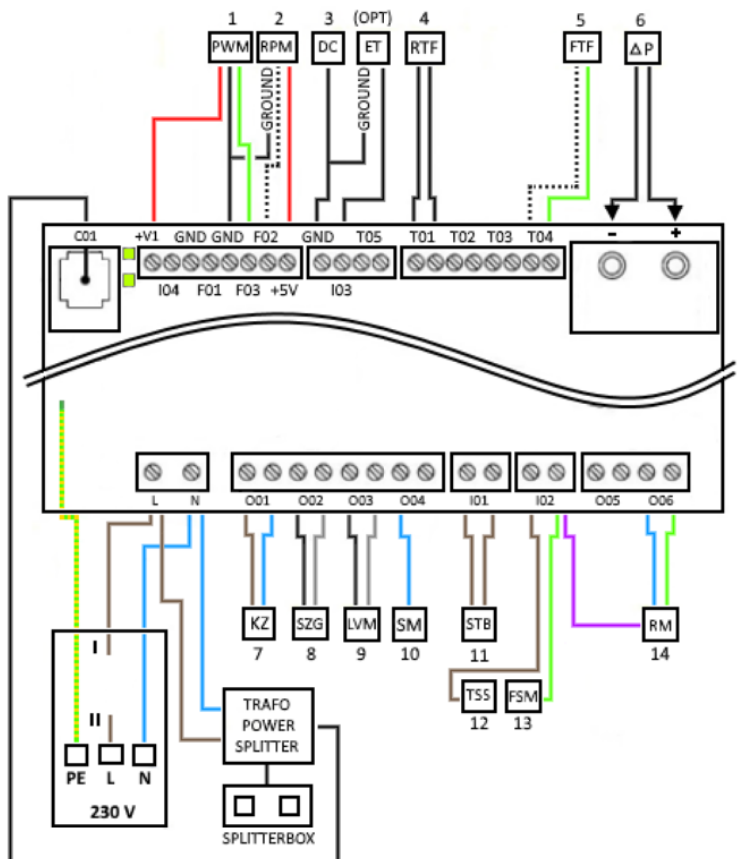 1 2 3 (OPT) 4 5 6
PWM RPM DC ET RTF FTF ΔP
GROUND GROUND
- +
C01 +V1 GND GND F02 GND T05 T01 T02 T03 T04
I04 F01 F03 +5V I03
L N O01 O02 O03 O04 I01 I02 O05 O06
KZ SZG LVM SM STB RM
7 8 9 10 11 14
I
TSS FSM
12 13
II
TRAFO
POWER
SPLITTER
PE L N
230 V
SPLITTERBOX